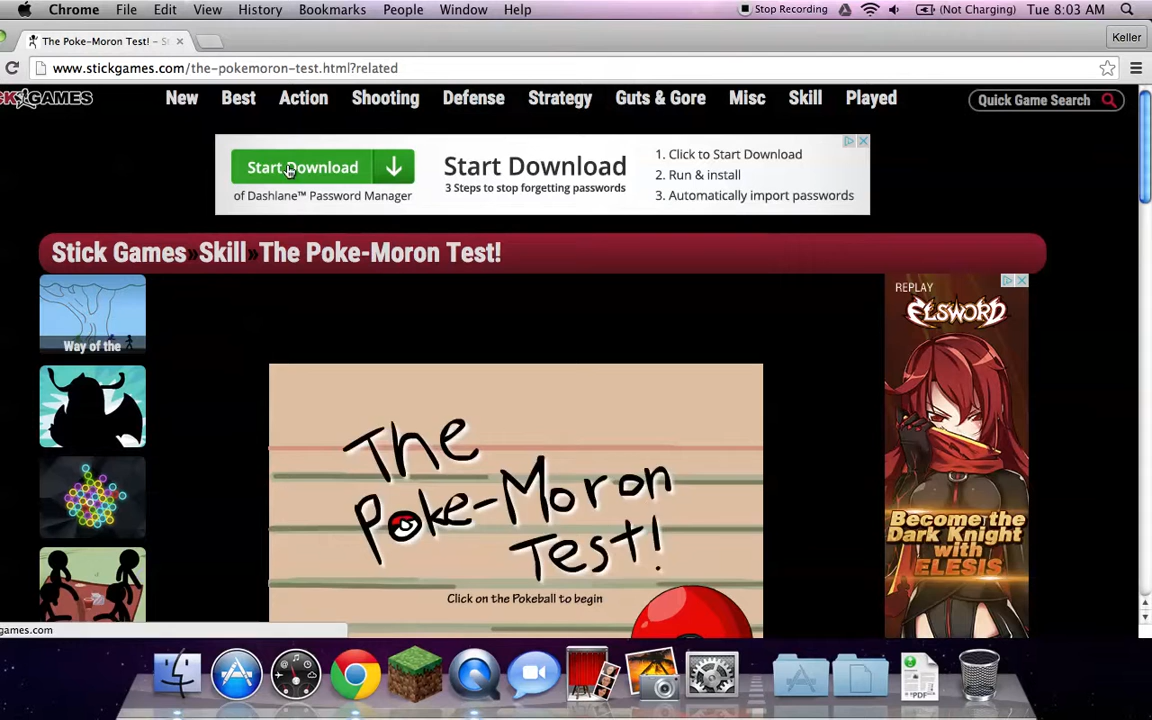 Chrome File Edit View History Bookmarks People Window Help Stop Recording (Not Charging) Tue 8:03 AM
The Poke-Moron Test! – S Keller
www.stickgames.com/the-pokemoron-test.html?related
GAMES New Best Action Shooting Defense Strategy Guts & Gore Misc Skill Played Quick Game Search
Start Download
of Dashlane™ Password Manager
Start Download
3 Steps to stop forgetting passwords
1. Click to Start Download
2. Run & install
3. Automatically import passwords
Stick Games»Skill»The Poke-Moron Test!
Way of the
The
Poke-Moron
Test!
Click on the Pokeball to begin
REPLAY
ELSWORD
Become the
Dark Knight
with
ELESIS
games.com
PDF